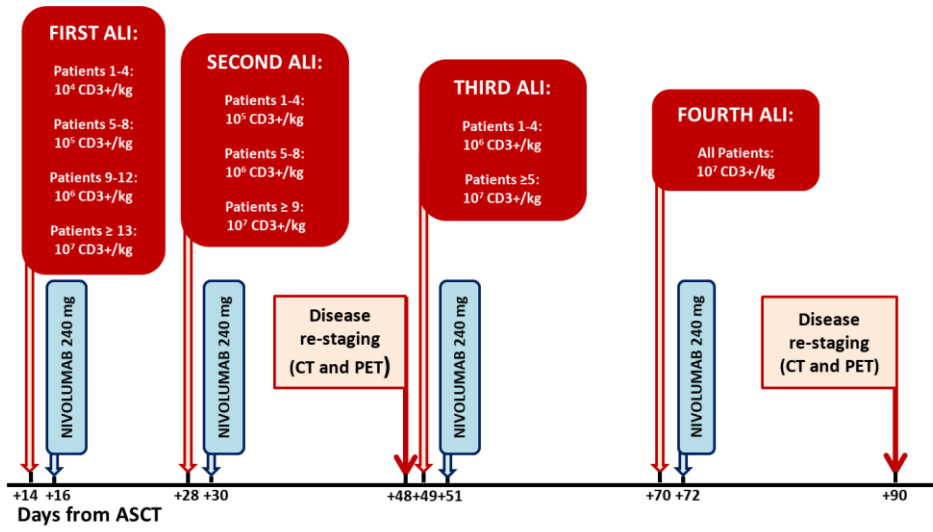 FIRST ALI:
Patients 1-4:
10⁴ CD3+/kg
Patients 5-8:
10⁵ CD3+/kg
Patients 9-12:
10⁶ CD3+/kg
Patients ≥ 13:
10⁷ CD3+/kg
SECOND ALI:
Patients 1-4:
10⁵ CD3+/kg
Patients 5-8:
10⁶ CD3+/kg
Patients ≥ 9:
10⁷ CD3+/kg
THIRD ALI:
Patients 1-4:
10⁶ CD3+/kg
Patients ≥5:
10⁷ CD3+/kg
FOURTH ALI:
All Patients:
10⁷ CD3+/kg
NIVOLUMAB 240 mg
NIVOLUMAB 240 mg
Disease
re-staging
(CT and PET)
NIVOLUMAB 240 mg
NIVOLUMAB 240 mg
Disease
re-staging
(CT and PET)
+14 +16 +28 +30 +48 +49 +51 +70 +72 +90
Days from ASCT